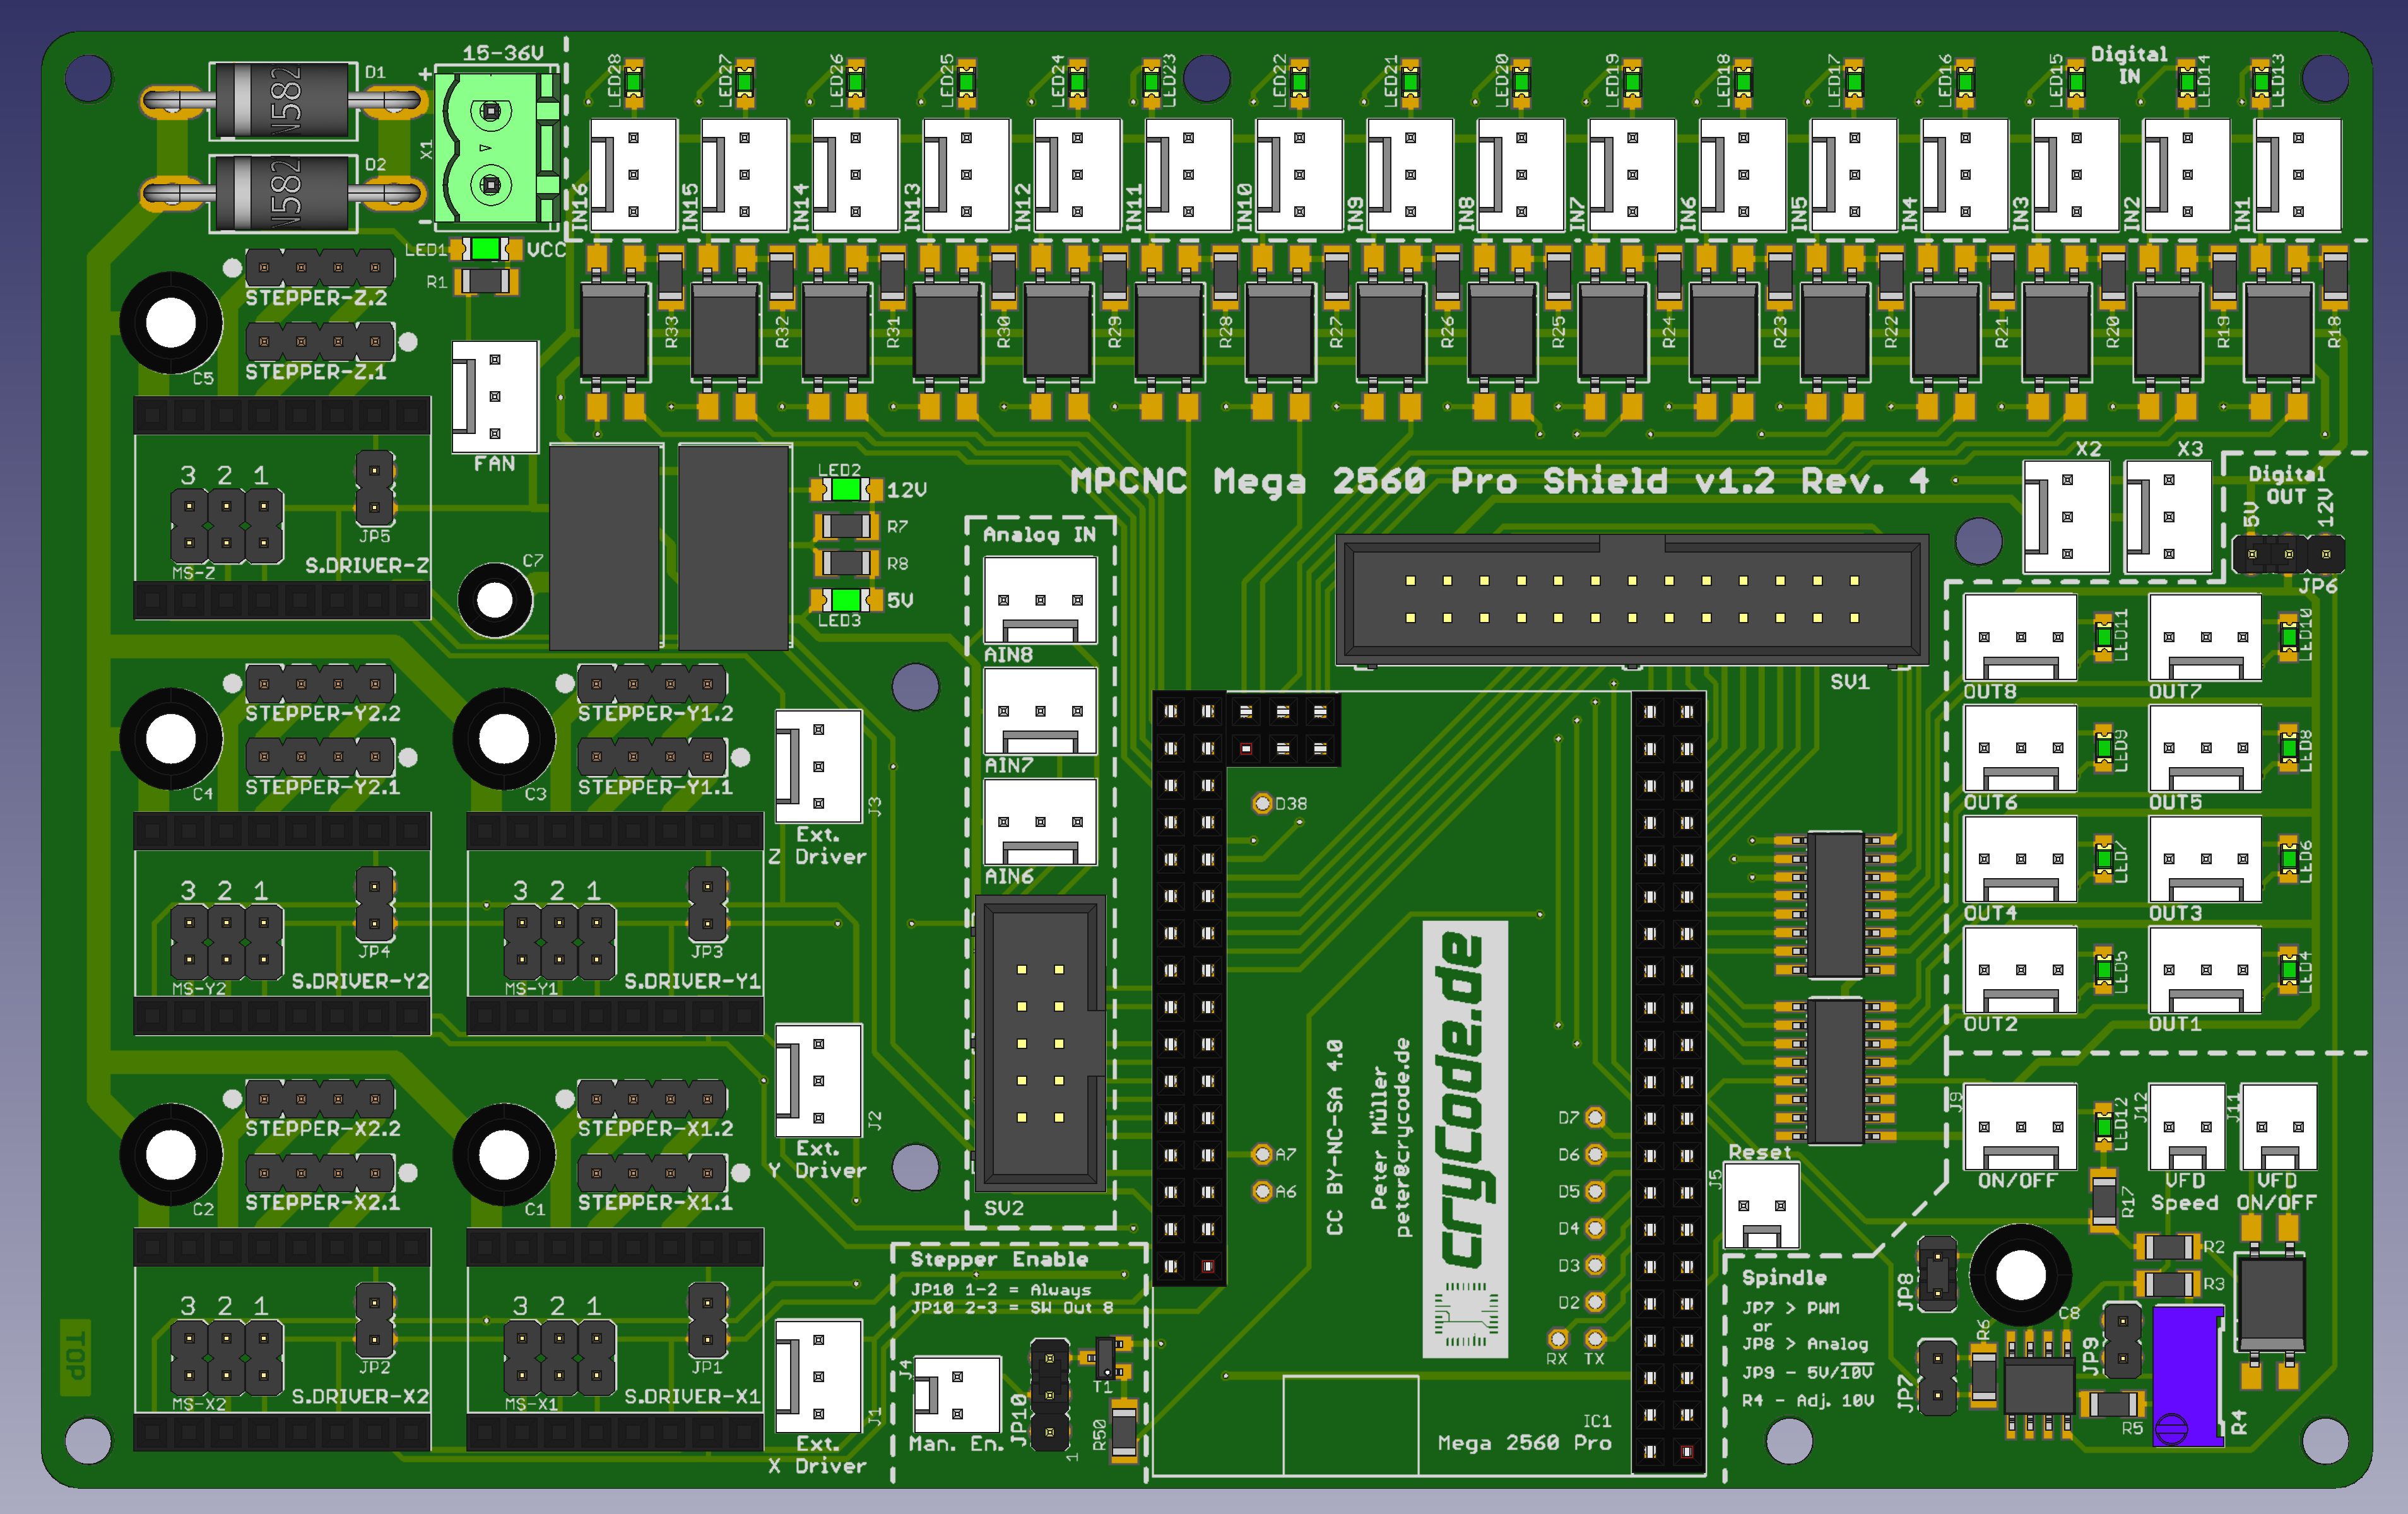 15-36V
D1
N582
+
X1
D2
N582
-
LED1
VCC
R1
LED28
LED27
LED26
LED25
LED24
LED23
LED22
LED21
LED20
LED19
LED18
LED17
LED16
LED15
Digital
IN
LED14
LED13
IN16
IN15
IN14
IN13
IN12
IN11
IN10
IN9
IN8
IN7
IN6
IN5
IN4
IN3
IN2
IN1
R33
R32
R31
R30
R29
R28
R27
R26
R25
R24
R23
R22
R21
R20
R19
R18
STEPPER-Z.2
STEPPER-Z.1
C5
FAN
3 2 1
JP5
MS-Z
S.DRIVER-Z
C7
LED2
12V
R7
R8
5V
LED3
MPCNC Mega 2560 Pro Shield v1.2 Rev. 4
X2
X3
Digital
OUT
5V
12V
JP6
Analog IN
AIN8
AIN7
AIN6
SV2
SV1
OUT8
LED11
OUT7
LED10
OUT6
LED9
OUT5
LED8
OUT4
LED7
OUT3
LED6
OUT2
LED5
OUT1
LED4
STEPPER-Y2.2
STEPPER-Y2.1
C4
STEPPER-Y1.2
STEPPER-Y1.1
C3
J3
Ext.
Z Driver
3 2 1
JP4
MS-Y2
S.DRIVER-Y2
3 2 1
JP3
MS-Y1
S.DRIVER-Y1
J2
Ext.
Y Driver
STEPPER-X2.2
STEPPER-X2.1
C2
STEPPER-X1.2
STEPPER-X1.1
C1
3 2 1
JP2
MS-X2
S.DRIVER-X2
3 2 1
JP1
MS-X1
S.DRIVER-X1
J1
Ext.
X Driver
TOP
Stepper Enable
JP10 1-2 = Always
JP10 2-3 = SW Out 8
J4
Man. En.
JP10
1
T1
R50
D38
A7
A6
CC BY-NC-SA 4.0
Peter Müller
peter@crycode.de
cryCode.de
D7
D6
D5
D4
D3
D2
RX TX
IC1
Mega 2560 Pro
Reset
J5
J9
ON/OFF
LED12
J12
VFD
Speed
J11
VFD
ON/OFF
R17
R2
R3
Spindle
JP7 > PWM
or
JP8 > Analog
JP9 - 5V/10V
R4 - Adj. 10V
JP8
JP7
C8
R6
JP9
R5
R4